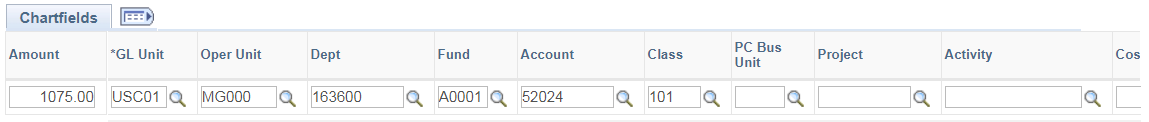 Chartfields
Amount *GL Unit Oper Unit Dept Fund Account Class PC Bus Unit Project Activity Cos
1075.00 USC01 MG000 163600 A0001 52024 101